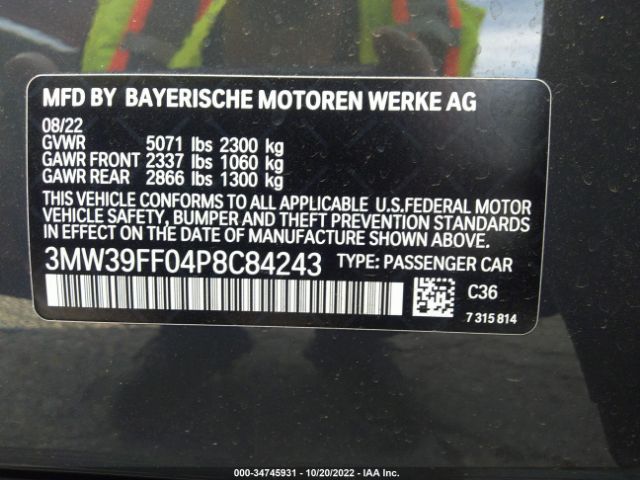 MFD BY BAYERISCHE MOTOREN WERKE AG
08/22
GVWR 5071 lbs 2300 kg
GAWR FRONT 2337 lbs 1060 kg
GAWR REAR 2866 lbs 1300 kg
THIS VEHICLE CONFORMS TO ALL APPLICABLE U.S.FEDERAL MOTOR
VEHICLE SAFETY, BUMPER AND THEFT PREVENTION STANDARDS
IN EFFECT ON THE DATE OF MANUFACTURE SHOWN ABOVE.
3MW39FF04P8C84243 TYPE: PASSENGER CAR
C36
7 315 814
000-34745931 - 10/20/2022 - IAA Inc.